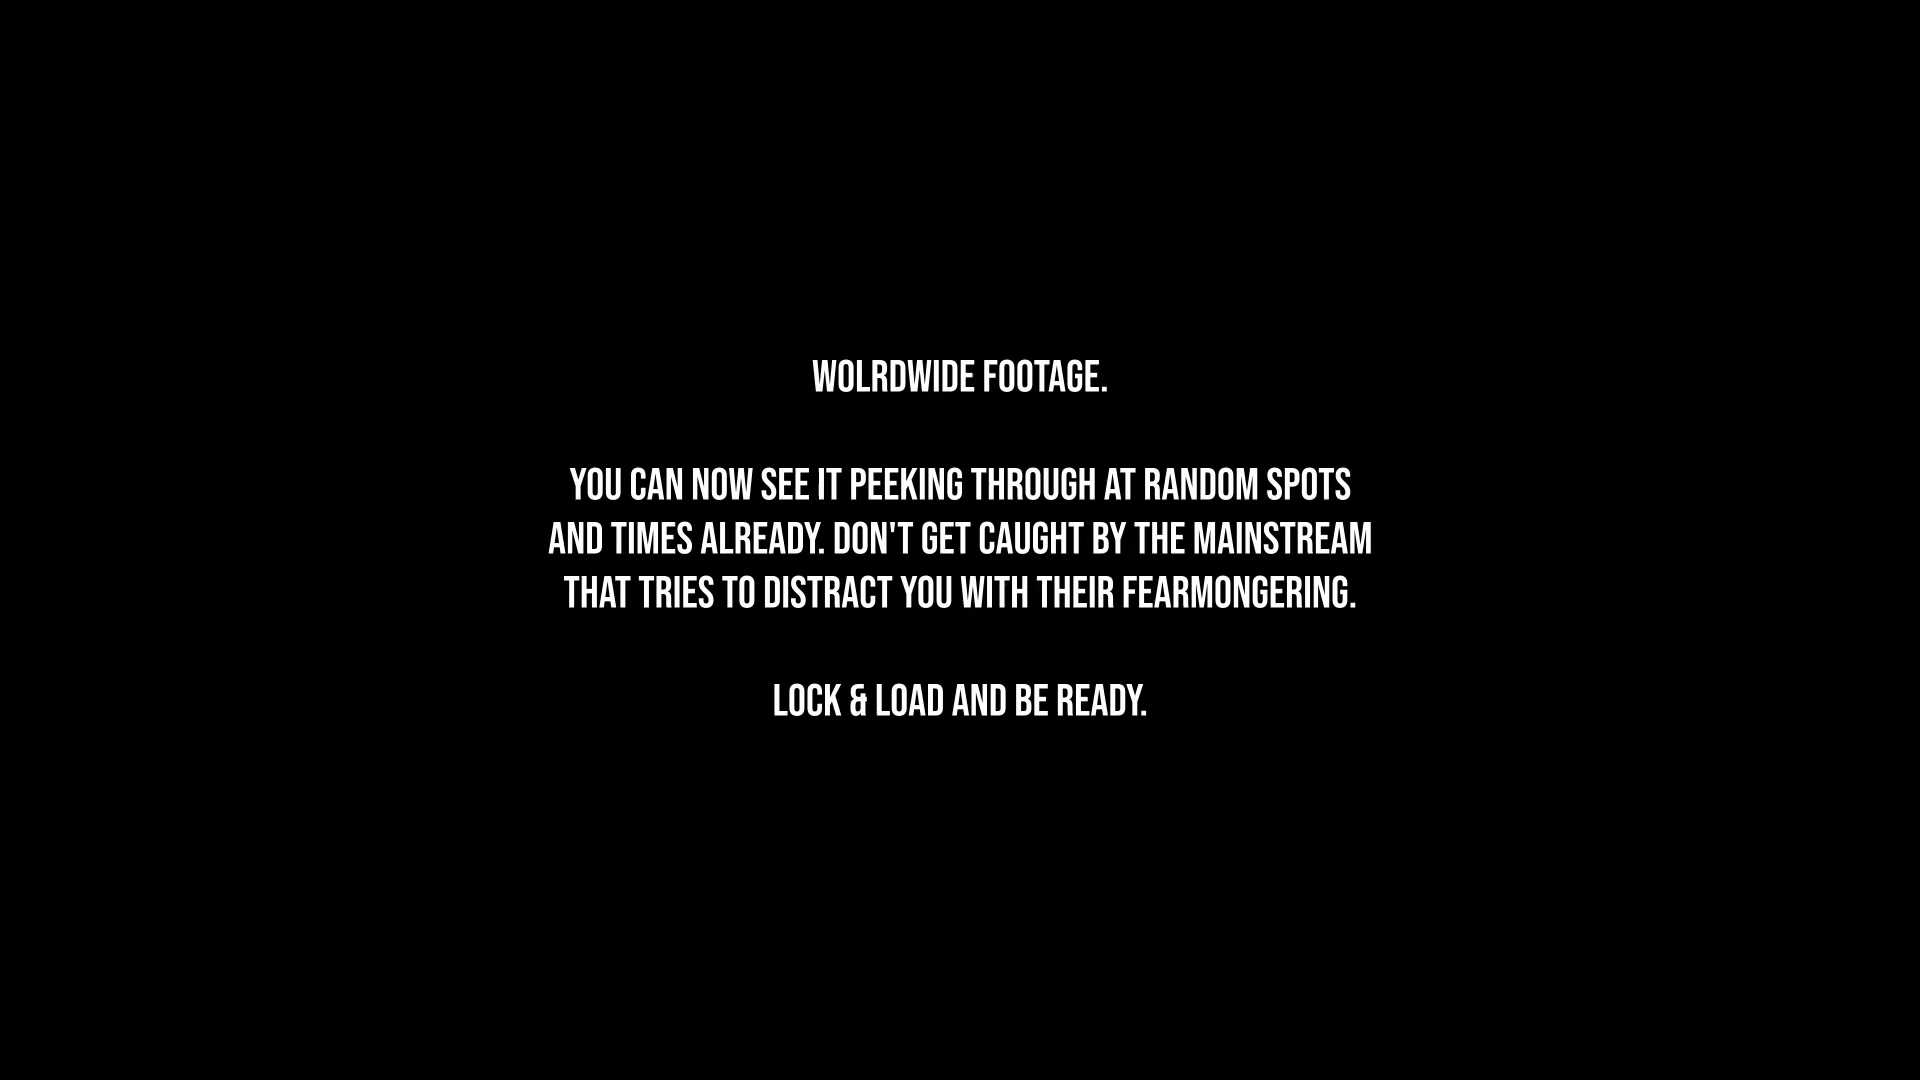 WOLRDWIDE FOOTAGE.
YOU CAN NOW SEE IT PEEKING THROUGH AT RANDOM SPOTS
AND TIMES ALREADY. DON'T GET CAUGHT BY THE MAINSTREAM
THAT TRIES TO DISTRACT YOU WITH THEIR FEARMONGERING.
LOCK & LOAD AND BE READY.